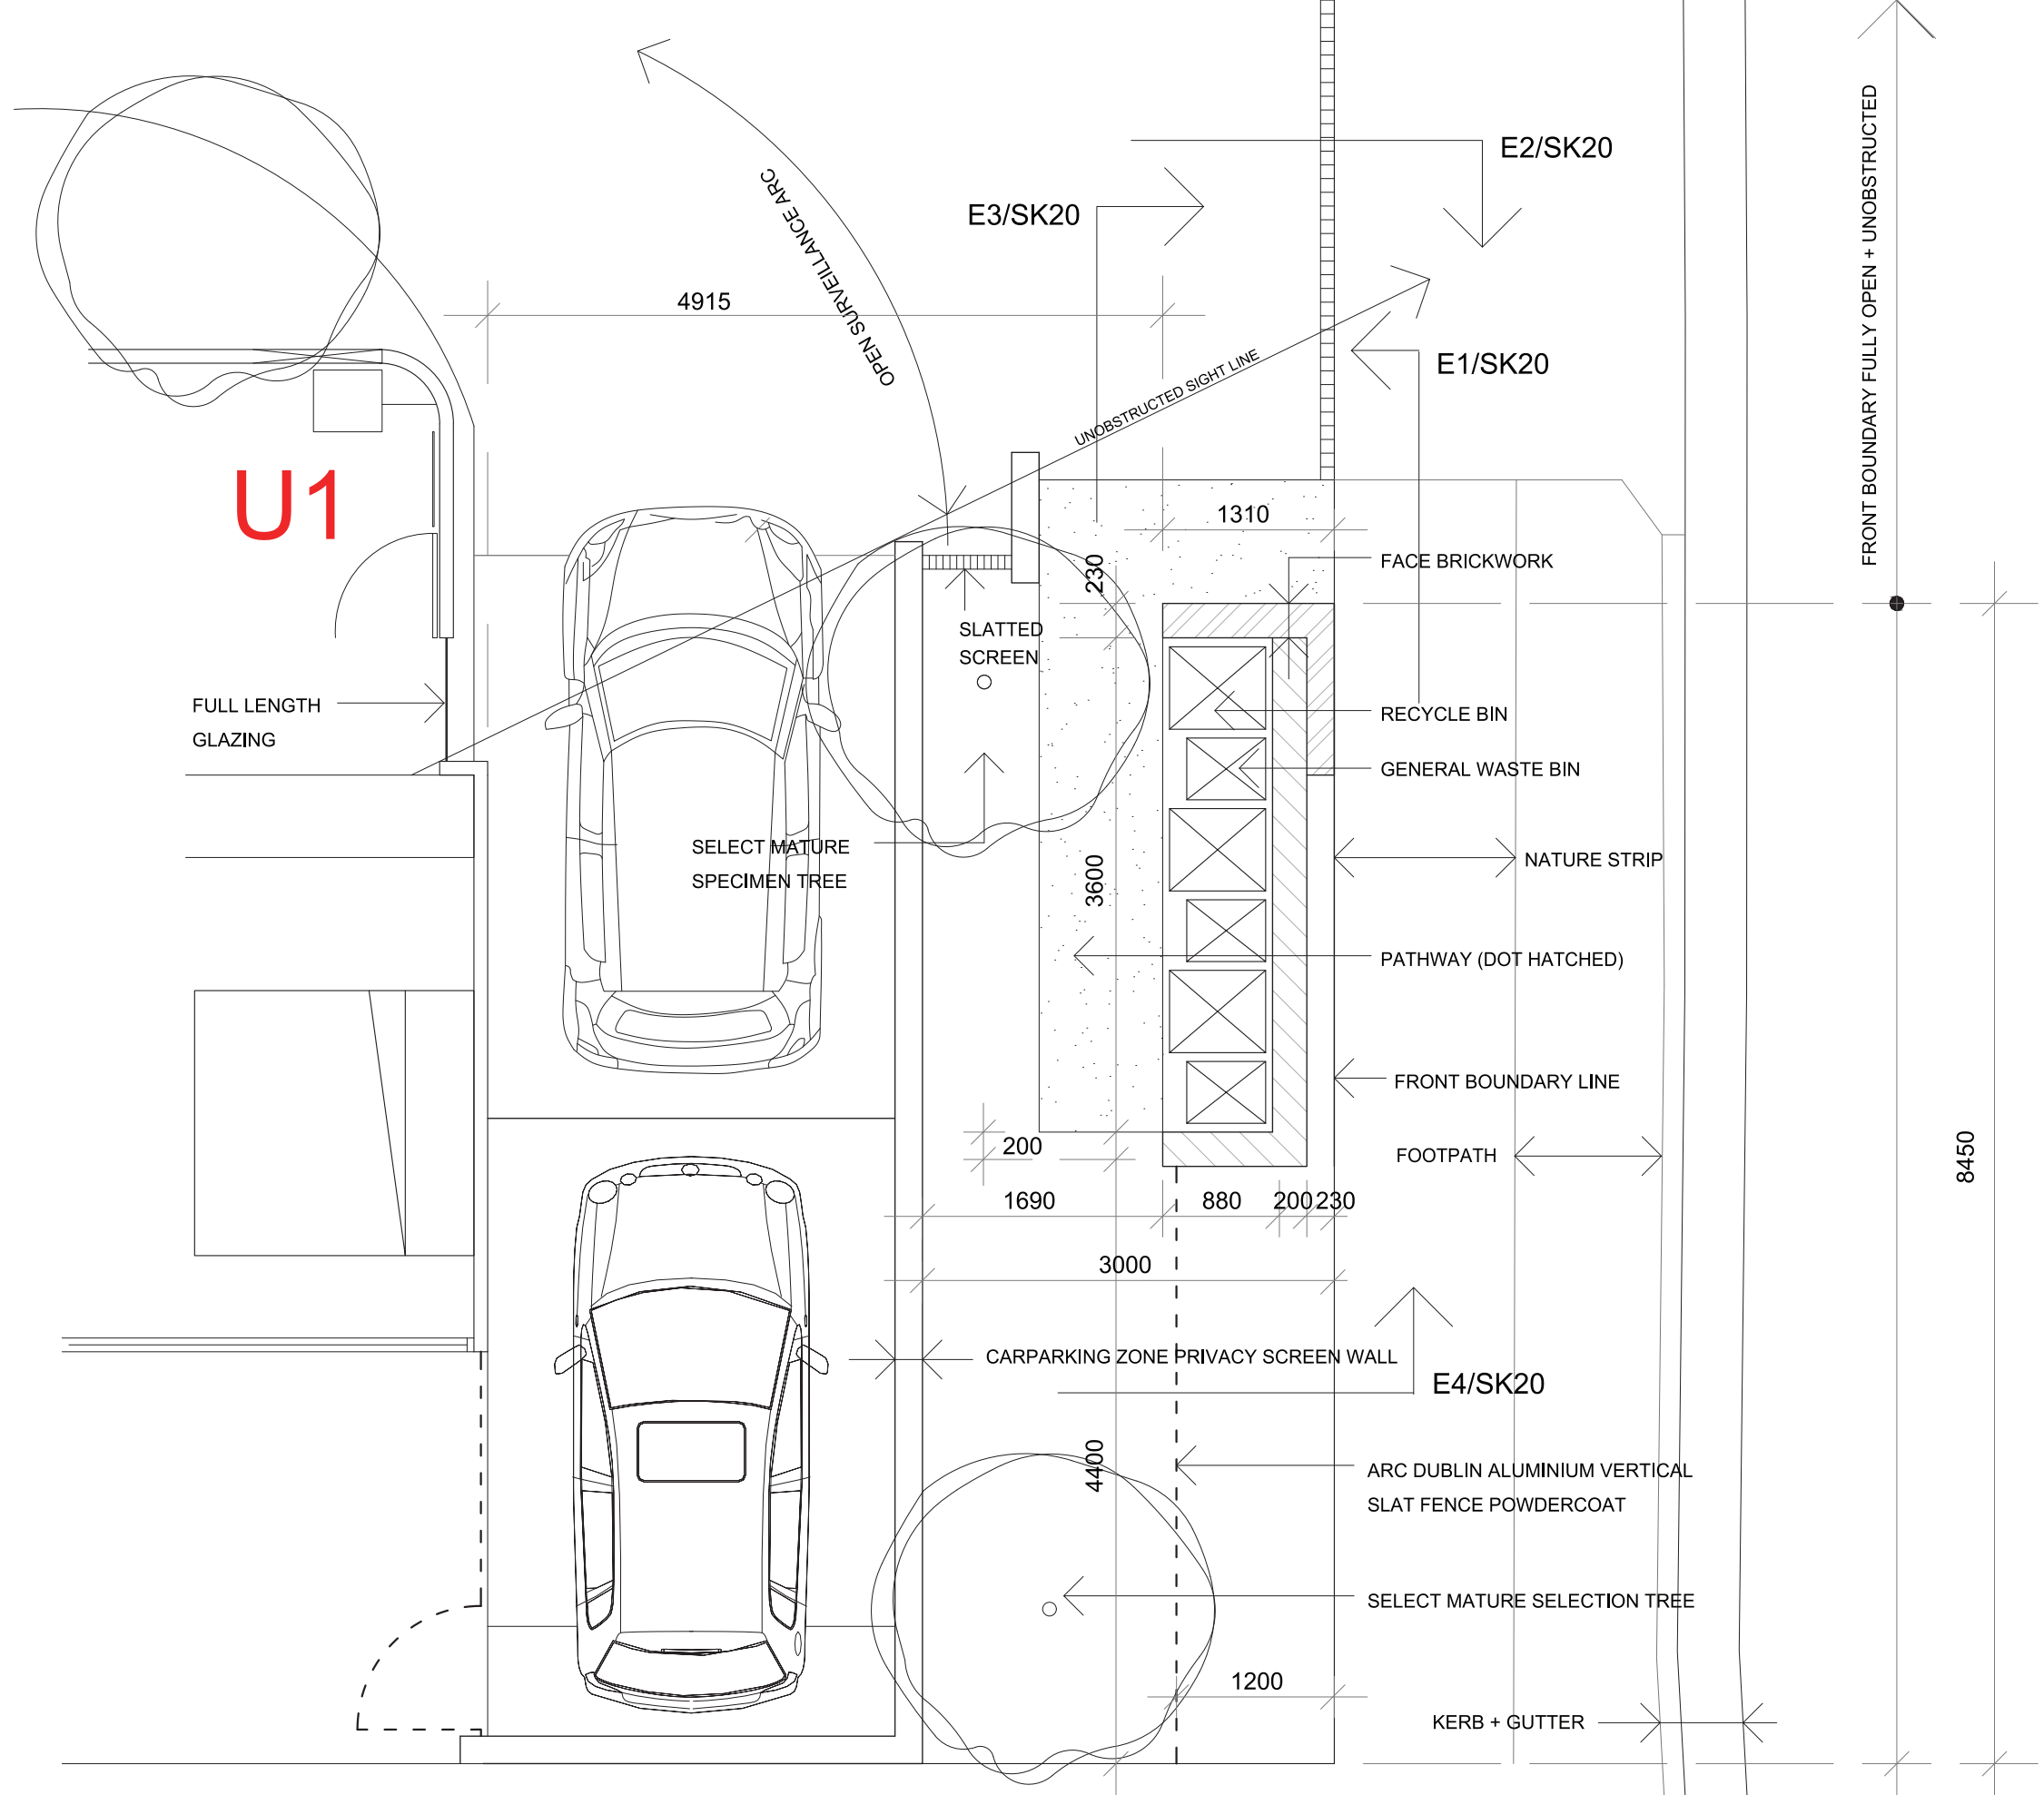 E2/SK20
FRONT BOUNDARY FULLY OPEN + UNOBSTRUCTED
E3/SK20
OPEN SURVEILLANCE ARC
4915
UNOBSTRUCTED SIGHT LINE
E1/SK20
U1
1310
FACE BRICKWORK
230
SLATTED
SCREEN
FULL LENGTH
GLAZING
RECYCLE BIN
GENERAL WASTE BIN
SELECT MATURE
SPECIMEN TREE
3600
NATURE STRIP
PATHWAY (DOT HATCHED)
FRONT BOUNDARY LINE
200
FOOTPATH
8450
1690
880
200
230
3000
CARPARKING ZONE PRIVACY SCREEN WALL
E4/SK20
4400
ARC DUBLIN ALUMINIUM VERTICAL
SLAT FENCE POWDERCOAT
SELECT MATURE SELECTION TREE
1200
KERB + GUTTER